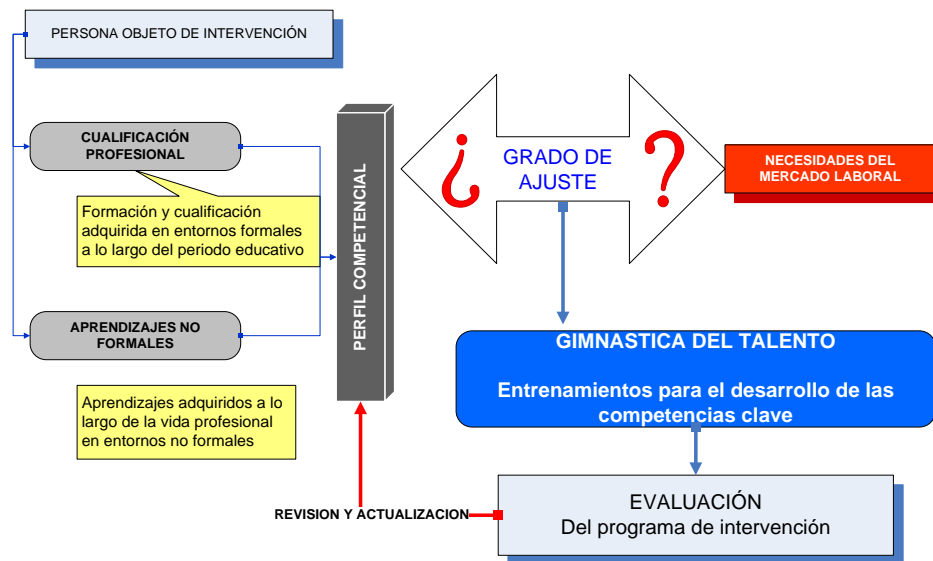 PERSONA OBJETO DE INTERVENCIÓN
CUALIFICACIÓN
PROFESIONAL
Formación y cualificación
adquirida en entornos formales
a lo largo del periodo educativo
APRENDIZAJES NO
FORMALES
Aprendizajes adquiridos a lo
largo de la vida profesional
en entornos no formales
PERFIL COMPETENCIAL
¿
GRADO DE
AJUSTE
?
NECESIDADES DEL
MERCADO LABORAL
GIMNASTICA DEL TALENTO
Entrenamientos para el desarrollo de las
competencias clave
EVALUACIÓN
Del programa de intervención
REVISION Y ACTUALIZACION